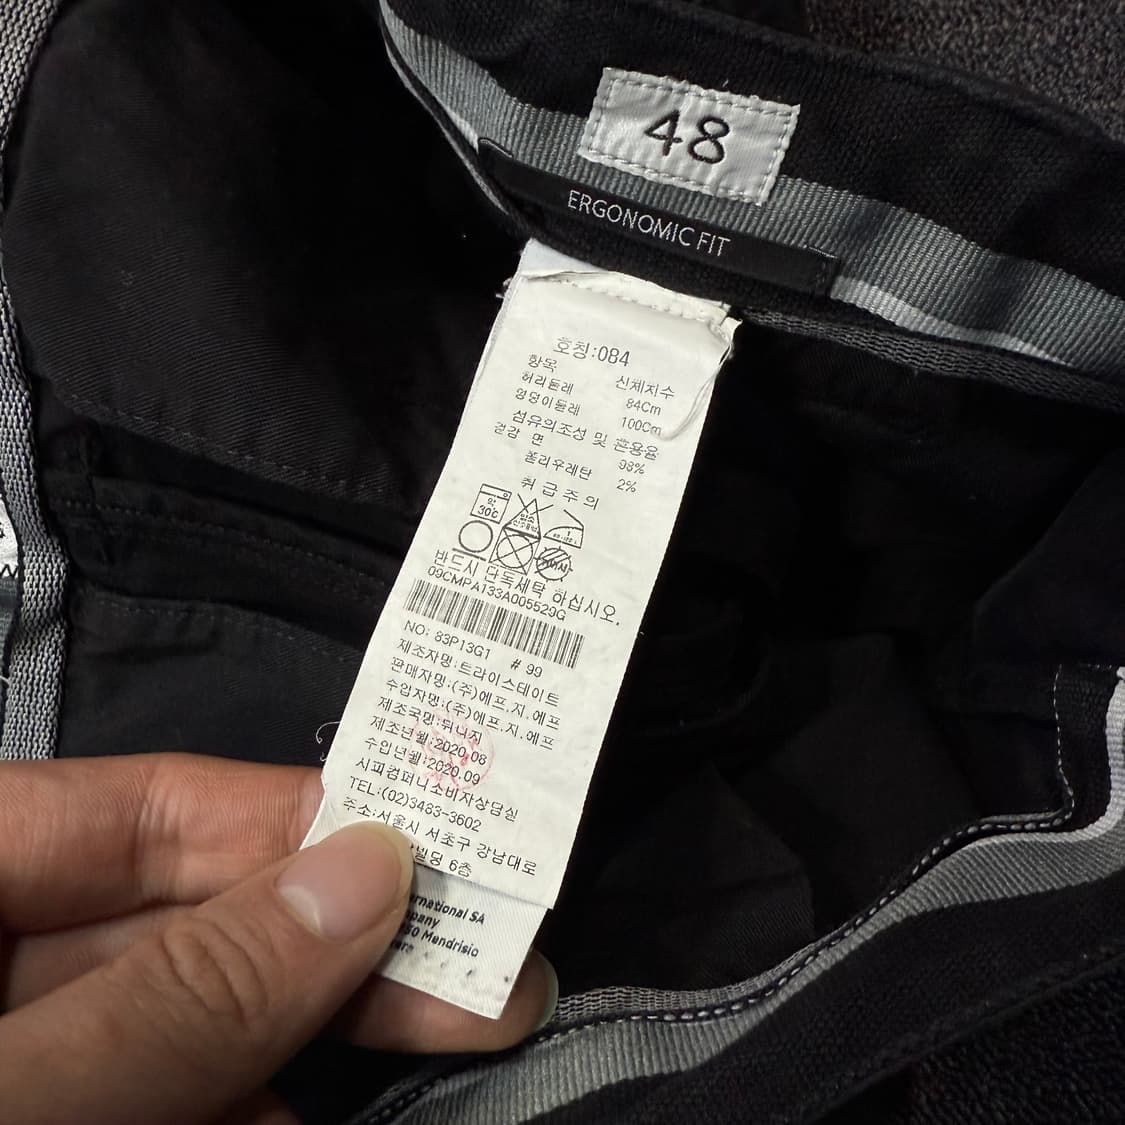 48
ERGONOMIC FIT
호칭:084
항목 신체치수
허리둘레 84Cm
엉덩이둘레 100Cm
섬유의조성 및 혼용율
겉감 면 98%
폴리우레탄 2%
취 급 주 의
약
30℃
반드시 단독세탁 하십시오.
09CMPA133A005529G
NO: 83P13G1 # 99
제조자명:트라이스테이트
판매자명:(주)에프.지.에프
수입자명:(주)에프.지.에프
제조국명:튀니지
제조년월:2020.08
수입년월:2020.09
시피컴퍼니소비자상담실
TEL:(02)3483-3602
주소:서울시 서초구 강남대로
빌딩 6층
ernational SA
pany
50 Mendrisio